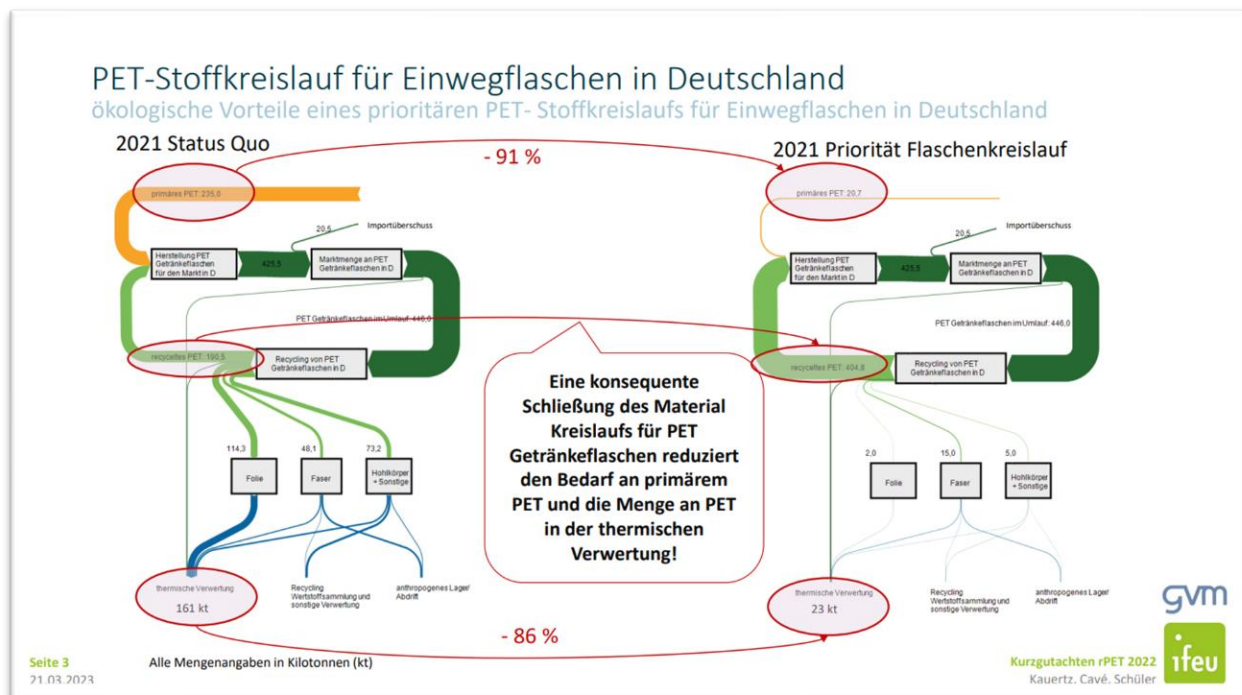 PET-Stoffkreislauf für Einwegflaschen in Deutschland
ökologische Vorteile eines prioritären PET- Stoffkreislaufs für Einwegflaschen in Deutschland
2021 Status Quo
- 91 %
2021 Priorität Flaschenkreislauf
primäres PET: 235,0
20,5
Importüberschuss
Herstellung PET
Getränkeflaschen
für den Markt in D
425,5
Marktmenge an PET
Getränkeflaschen in D
PET Getränkeflaschen im Umlauf: 446,0
recyceltes PET: 190,5
Recycling von PET
Getränkeflaschen in D
114,3
48,1
73,2
Folie
Faser
Hohlkörper
+ Sonstige
thermische Verwertung
161 kt
Recycling
Wertstoffsammlung und
sonstige Verwertung
anthropogenes Lager/
Abdrift
Eine konsequente
Schließung des Material
Kreislaufs für PET
Getränkeflaschen reduziert
den Bedarf an primärem
PET und die Menge an PET
in der thermischen
Verwertung!
primäres PET: 20,7
20,5
Importüberschuss
Herstellung PET
Getränkeflaschen
für den Markt in D
425,5
Marktmenge an PET
Getränkeflaschen in D
PET Getränkeflaschen im Umlauf: 446,0
recyceltes PET: 404,8
Recycling von PET
Getränkeflaschen in D
2,0
15,0
5,0
Folie
Faser
Hohlkörper
+ Sonstige
thermische Verwertung
23 kt
Recycling
Wertstoffsammlung und
sonstige Verwertung
anthropogenes Lager/
Abdrift
- 86 %
gvm
ifeu
Seite 3
21.03.2023
Alle Mengenangaben in Kilotonnen (kt)
Kurzgutachten rPET 2022
Kauertz, Cavé, Schüler